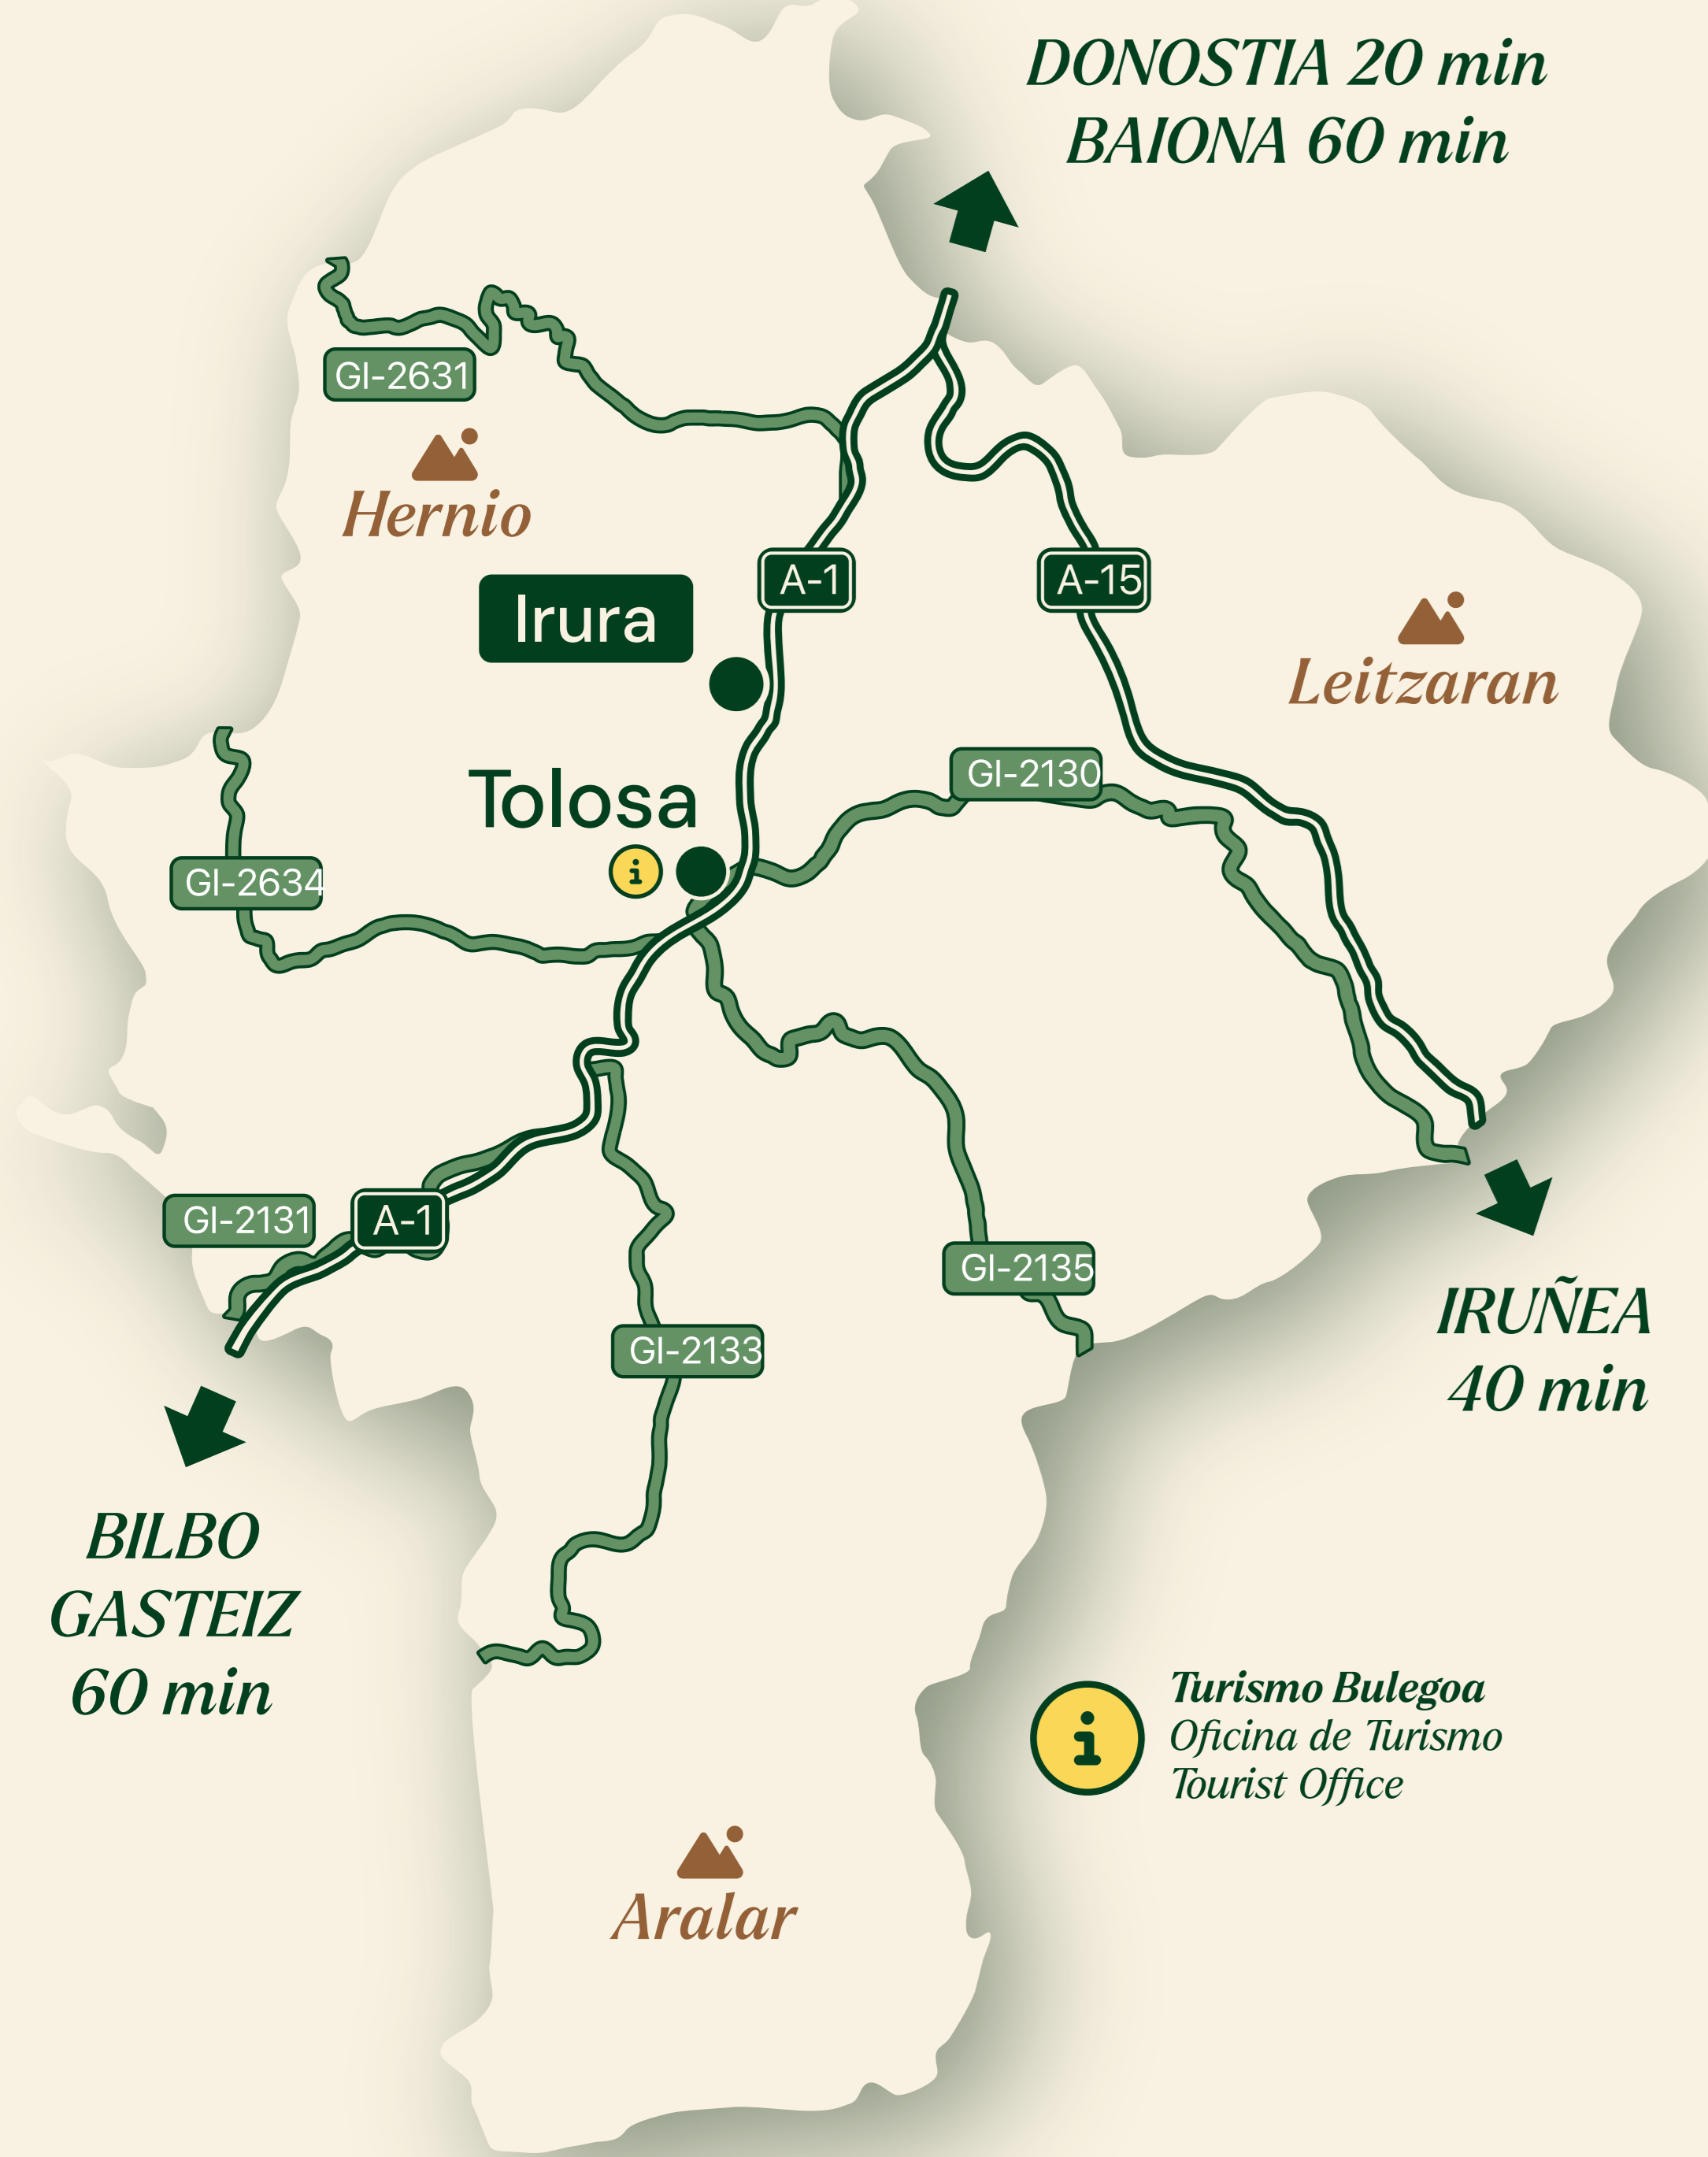 DONOSTIA 20 min
BAIONA 60 min
GI-2631
Hernio
A-1
A-15
Irura
Leitzaran
GI-2130
Tolosa
GI-2634
GI-2131
A-1
GI-2135
IRUÑEA
40 min
GI-2133
BILBO
GASTEIZ
60 min
Turismo Bulegoa
Oficina de Turismo
Tourist Office
Aralar